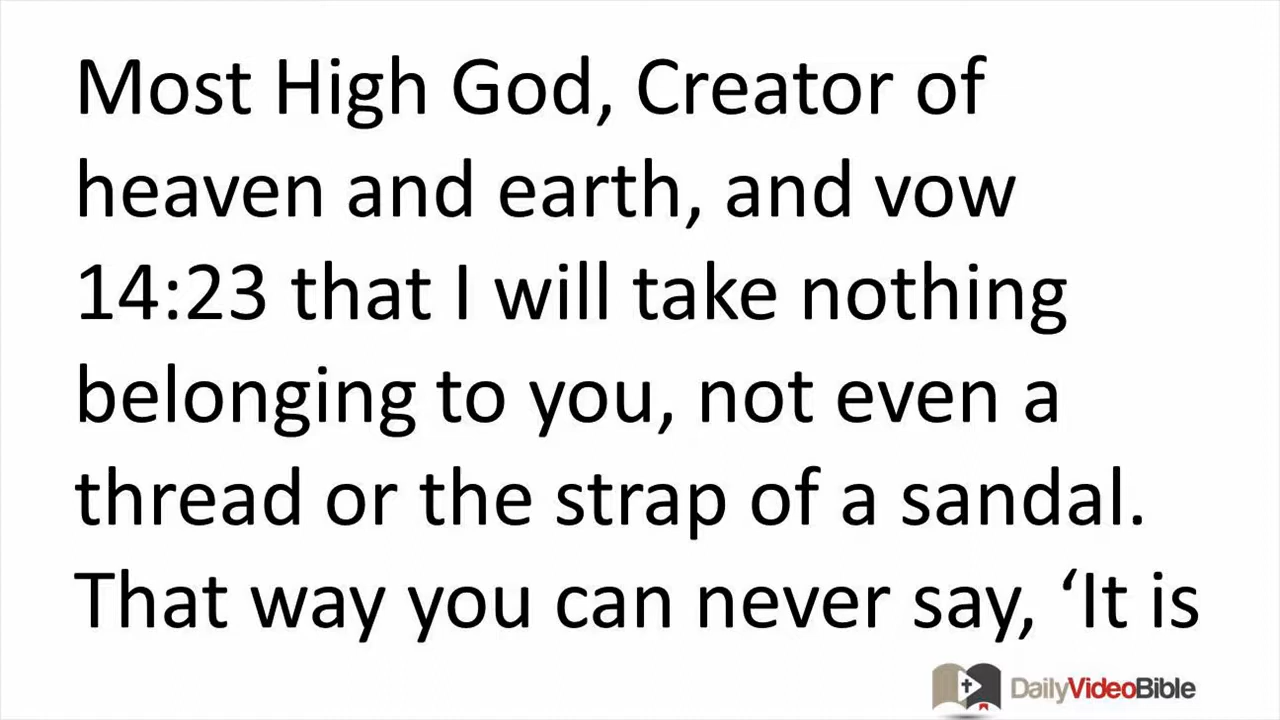 Most High God, Creator of
heaven and earth, and vow
14:23 that I will take nothing
belonging to you, not even a
thread or the strap of a sandal.
That way you can never say, ‘It is
DailyVideoBible